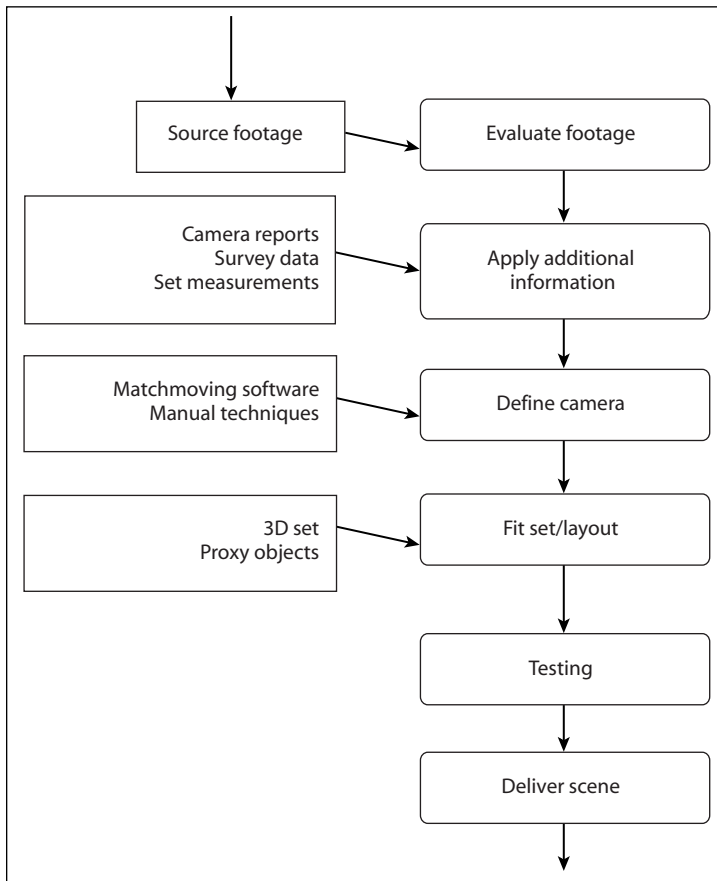 Source footage
Evaluate footage
Camera reports
Survey data
Set measurements
Apply additional
information
Matchmoving software
Manual techniques
Define camera
3D set
Proxy objects
Fit set/layout
Testing
Deliver scene